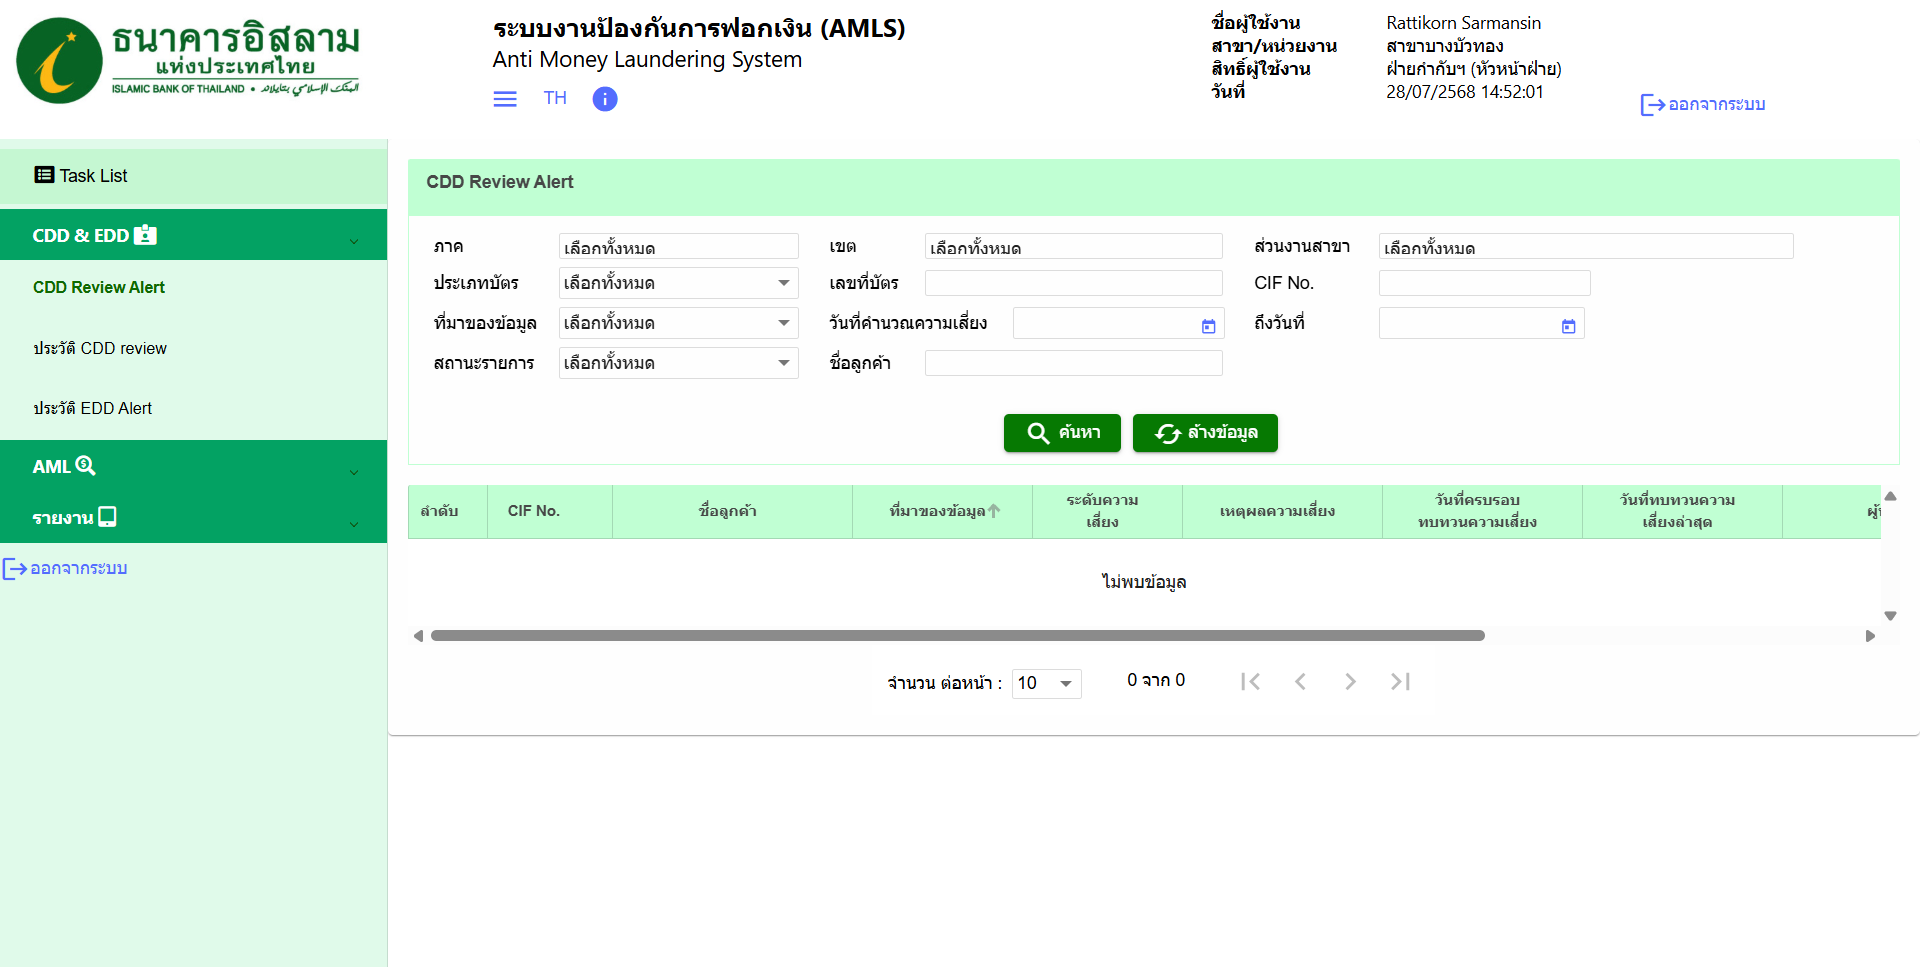 ธนาคารอิสลาม
แห่งประเทศไทย
ISLAMIC BANK OF THAILAND
ระบบงานป้องกันการฟอกเงิน (AMLS)
Anti Money Laundering System
TH
ชื่อผู้ใช้งาน Rattikorn Sarmansin
สาขา/หน่วยงาน สาขาบางบัวทอง
สิทธิ์ผู้ใช้งาน ฝ่ายกำกับฯ (หัวหน้าฝ่าย)
วันที่ 28/07/2568 14:52:01
ออกจากระบบ
Task List
CDD & EDD
CDD Review Alert
ประวัติ CDD review
ประวัติ EDD Alert
AML
รายงาน
ออกจากระบบ
CDD Review Alert
ภาค เลือกทั้งหมด เขต เลือกทั้งหมด ส่วนงานสาขา เลือกทั้งหมด
ประเภทบัตร เลือกทั้งหมด เลขที่บัตร CIF No.
ที่มาของข้อมูล เลือกทั้งหมด วันที่คำนวณความเสี่ยง ถึงวันที่
สถานะรายการ เลือกทั้งหมด ชื่อลูกค้า
ค้นหา ล้างข้อมูล
ลำดับ CIF No. ชื่อลูกค้า ที่มาของข้อมูล ระดับความเสี่ยง เหตุผลความเสี่ยง วันที่ครบรอบทบทวนความเสี่ยง วันที่ทบทวนความเสี่ยงล่าสุด
ไม่พบข้อมูล
จำนวน ต่อหน้า : 10 0 จาก 0